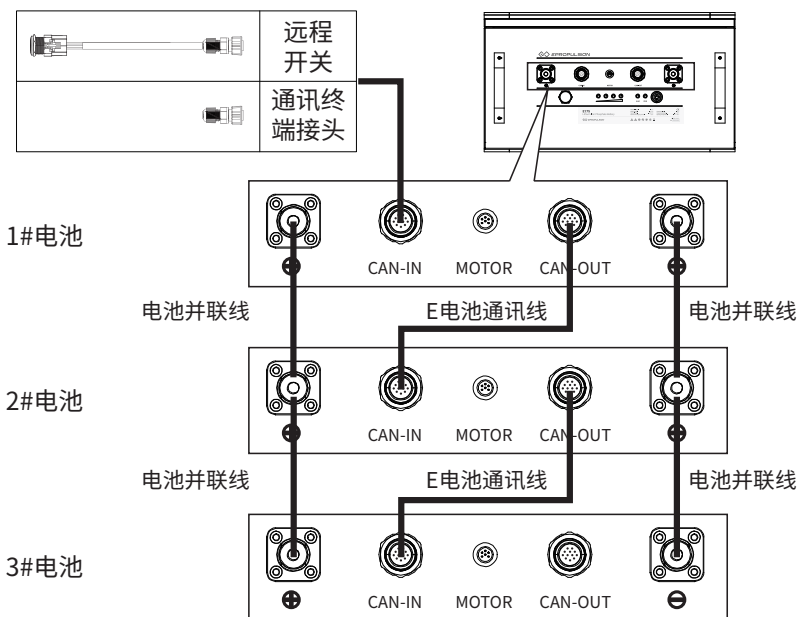 远程
开关
通讯终
端接头
EPROPULSION
1#电池
CAN-IN MOTOR CAN-OUT
电池并联线 E电池通讯线 电池并联线
2#电池
CAN-IN MOTOR CAN-OUT
电池并联线 E电池通讯线 电池并联线
3#电池
CAN-IN MOTOR CAN-OUT